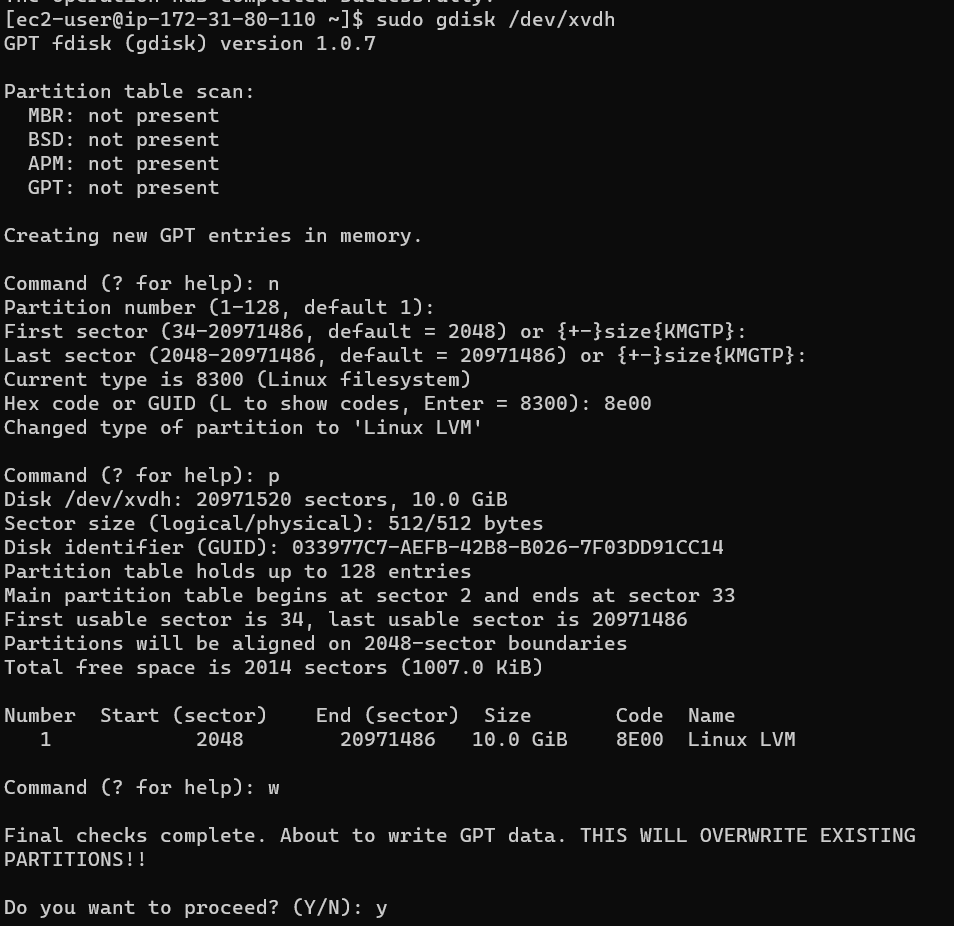 The operation has completed successfully.
[ec2-user@ip-172-31-80-110 ~]$ sudo gdisk /dev/xvdh
GPT fdisk (gdisk) version 1.0.7
Partition table scan:
  MBR: not present
  BSD: not present
  APM: not present
  GPT: not present
Creating new GPT entries in memory.
Command (? for help): n
Partition number (1-128, default 1):
First sector (34-20971486, default = 2048) or {+-}size{KMGTP}:
Last sector (2048-20971486, default = 20971486) or {+-}size{KMGTP}:
Current type is 8300 (Linux filesystem)
Hex code or GUID (L to show codes, Enter = 8300): 8e00
Changed type of partition to 'Linux LVM'
Command (? for help): p
Disk /dev/xvdh: 20971520 sectors, 10.0 GiB
Sector size (logical/physical): 512/512 bytes
Disk identifier (GUID): 033977C7-AEFB-42B8-B026-7F03DD91CC14
Partition table holds up to 128 entries
Main partition table begins at sector 2 and ends at sector 33
First usable sector is 34, last usable sector is 20971486
Partitions will be aligned on 2048-sector boundaries
Total free space is 2014 sectors (1007.0 KiB)
Number  Start (sector)    End (sector)  Size       Code  Name
   1            2048        20971486   10.0 GiB    8E00  Linux LVM
Command (? for help): w
Final checks complete. About to write GPT data. THIS WILL OVERWRITE EXISTING
PARTITIONS!!
Do you want to proceed? (Y/N): y